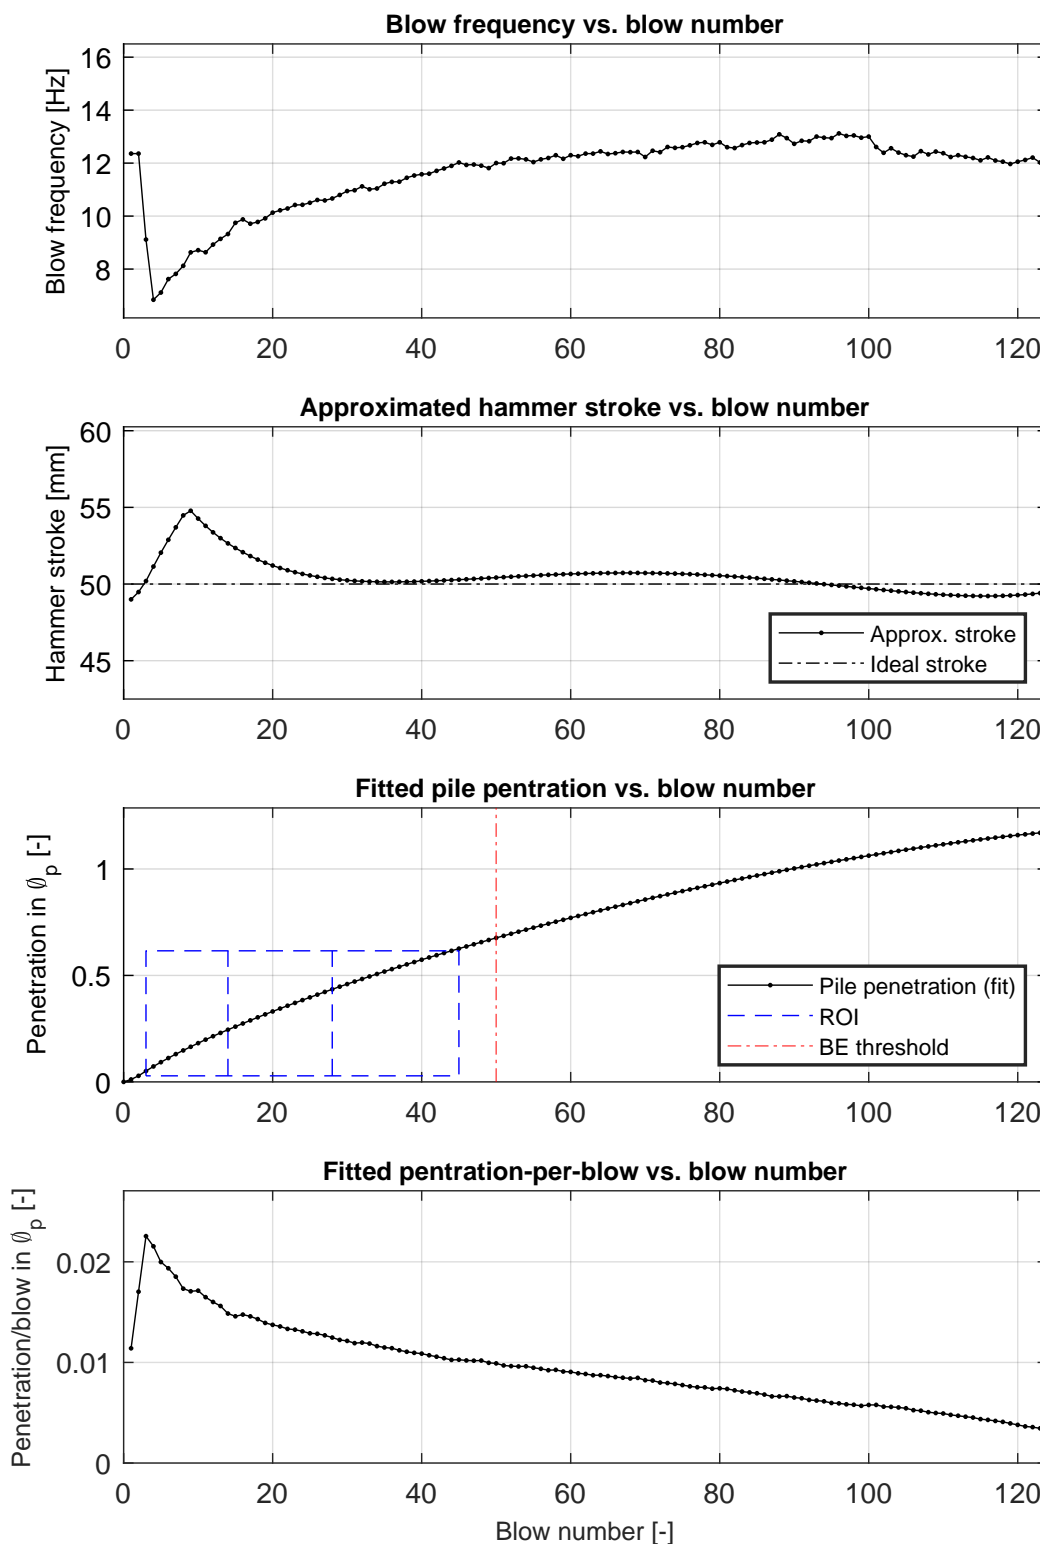 Blow frequency vs. blow number
Blow frequency [Hz]
16
14
12
10
8
0 20 40 60 80 100 120
Approximated hammer stroke vs. blow number
Hammer stroke [mm]
60
55
50
45
Approx. stroke
Ideal stroke
0 20 40 60 80 100 120
Fitted pile pentration vs. blow number
Penetration in ∅_p [-]
1
0.5
0
Pile penetration (fit)
ROI
BE threshold
0 20 40 60 80 100 120
Fitted pentration-per-blow vs. blow number
Penetration/blow in ∅_p [-]
0.02
0.01
0
0 20 40 60 80 100 120
Blow number [-]